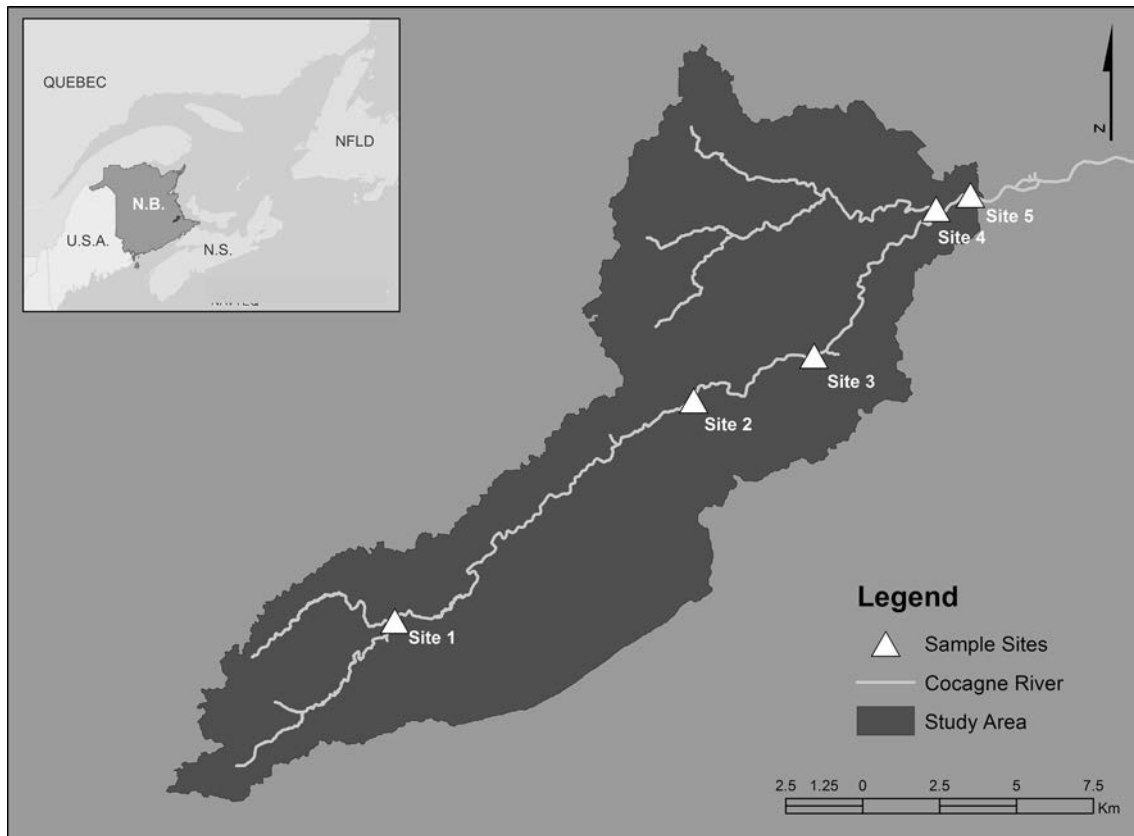 QUEBEC
NFLD
N.B.
U.S.A.
N.S.
N
Site 5
Site 4
Site 3
Site 2
Site 1
Legend
Sample Sites
Cocagne River
Study Area
2.5 1.25 0 2.5 5 7.5
Km